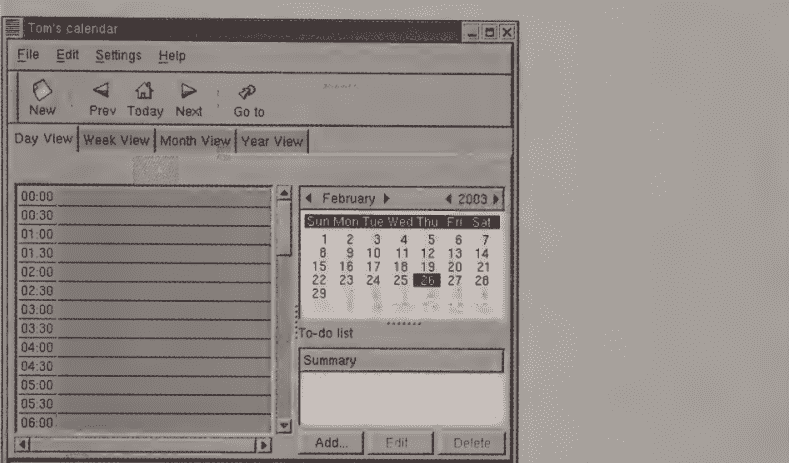 Tom's calendar
File Edit Settings Help
New Prev Today Next Go to
Day View Week View Month View Year View
00:00
00:30
01:00
01:30
02:00
02:30
03:00
03:30
04:00
04:30
05:00
05:30
06:00
February 2003
Sun Mon Tue Wed Thu Fri Sat
1 2 3 4 5 6 7
8 9 10 11 12 13 14
15 16 17 18 19 20 21
22 23 24 25 26 27 28
29
To-do list
Summary
Add... Edit Delete